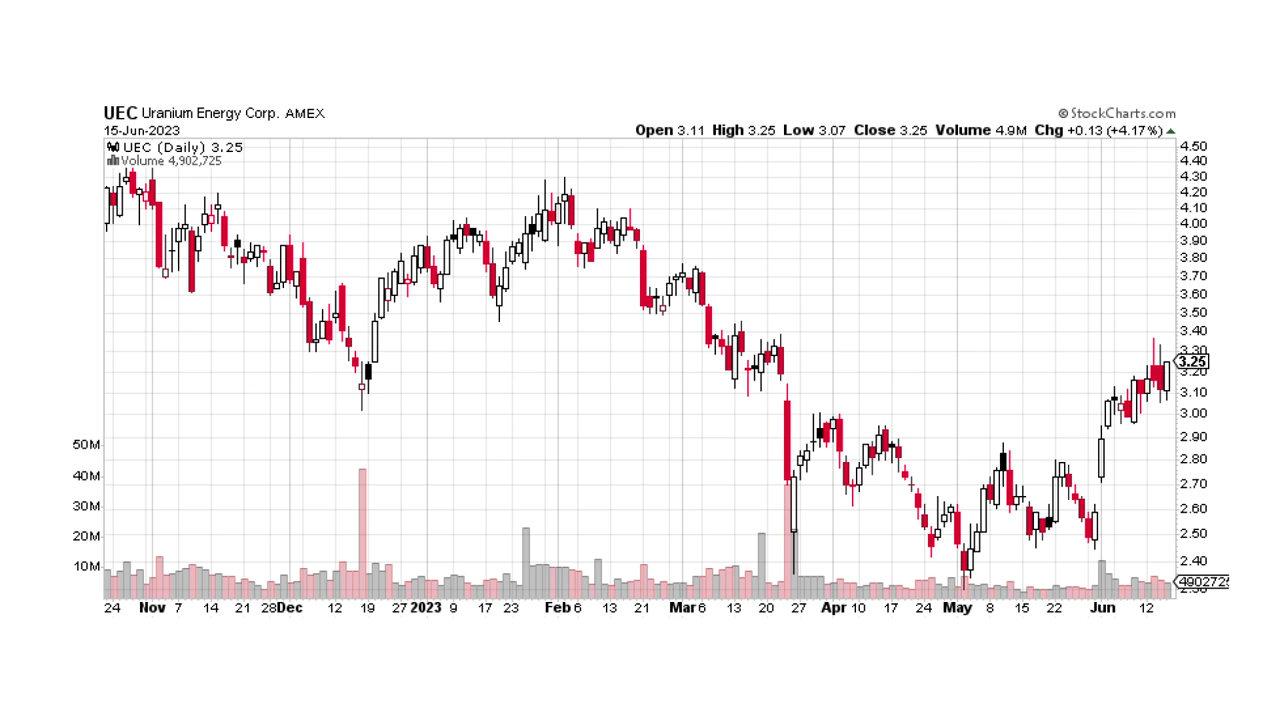 UEC Uranium Energy Corp. AMEX
© StockCharts.com
15-Jun-2023
Open 3.11 High 3.25 Low 3.07 Close 3.25 Volume 4.9M Chg +0.13 (+4.17%)
UEC (Daily) 3.25
Volume 4,902,725
4.50
4.40
4.30
4.20
4.10
4.00
3.90
3.80
3.70
3.60
3.50
3.40
3.30
3.25
3.20
3.10
3.00
2.90
2.80
2.70
2.60
2.50
2.40
4902725
50M
40M
30M
20M
10M
24 Nov 7 14 21 28 Dec 12 19 27 2023 9 17 23 Feb 6 13 21 Mar 6 13 20 27 Apr 10 17 24 May 8 15 22 Jun 12